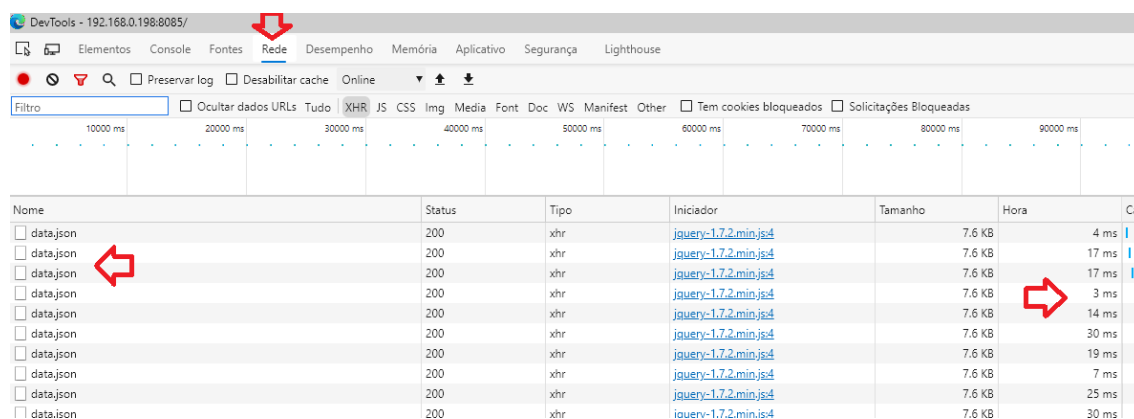 DevTools - 192.168.0.198:8085/
Elementos Console Fontes Rede Desempenho Memória Aplicativo Segurança Lighthouse
Preservar log Desabilitar cache Online
Filtro Ocultar dados URLs Tudo XHR JS CSS Img Media Font Doc WS Manifest Other Tem cookies bloqueados Solicitações Bloqueadas
10000 ms 20000 ms 30000 ms 40000 ms 50000 ms 60000 ms 70000 ms 80000 ms 90000 ms
Nome Status Tipo Iniciador Tamanho Hora
data.json 200 xhr jquery-1.7.2.min.js:4 7.6 KB 4 ms
data.json 200 xhr jquery-1.7.2.min.js:4 7.6 KB 17 ms
data.json 200 xhr jquery-1.7.2.min.js:4 7.6 KB 17 ms
data.json 200 xhr jquery-1.7.2.min.js:4 7.6 KB 3 ms
data.json 200 xhr jquery-1.7.2.min.js:4 7.6 KB 14 ms
data.json 200 xhr jquery-1.7.2.min.js:4 7.6 KB 30 ms
data.json 200 xhr jquery-1.7.2.min.js:4 7.6 KB 19 ms
data.json 200 xhr jquery-1.7.2.min.js:4 7.6 KB 7 ms
data.json 200 xhr jquery-1.7.2.min.js:4 7.6 KB 25 ms
data.json 200 xhr jquery-1.7.2.min.js:4 7.6 KB 30 ms